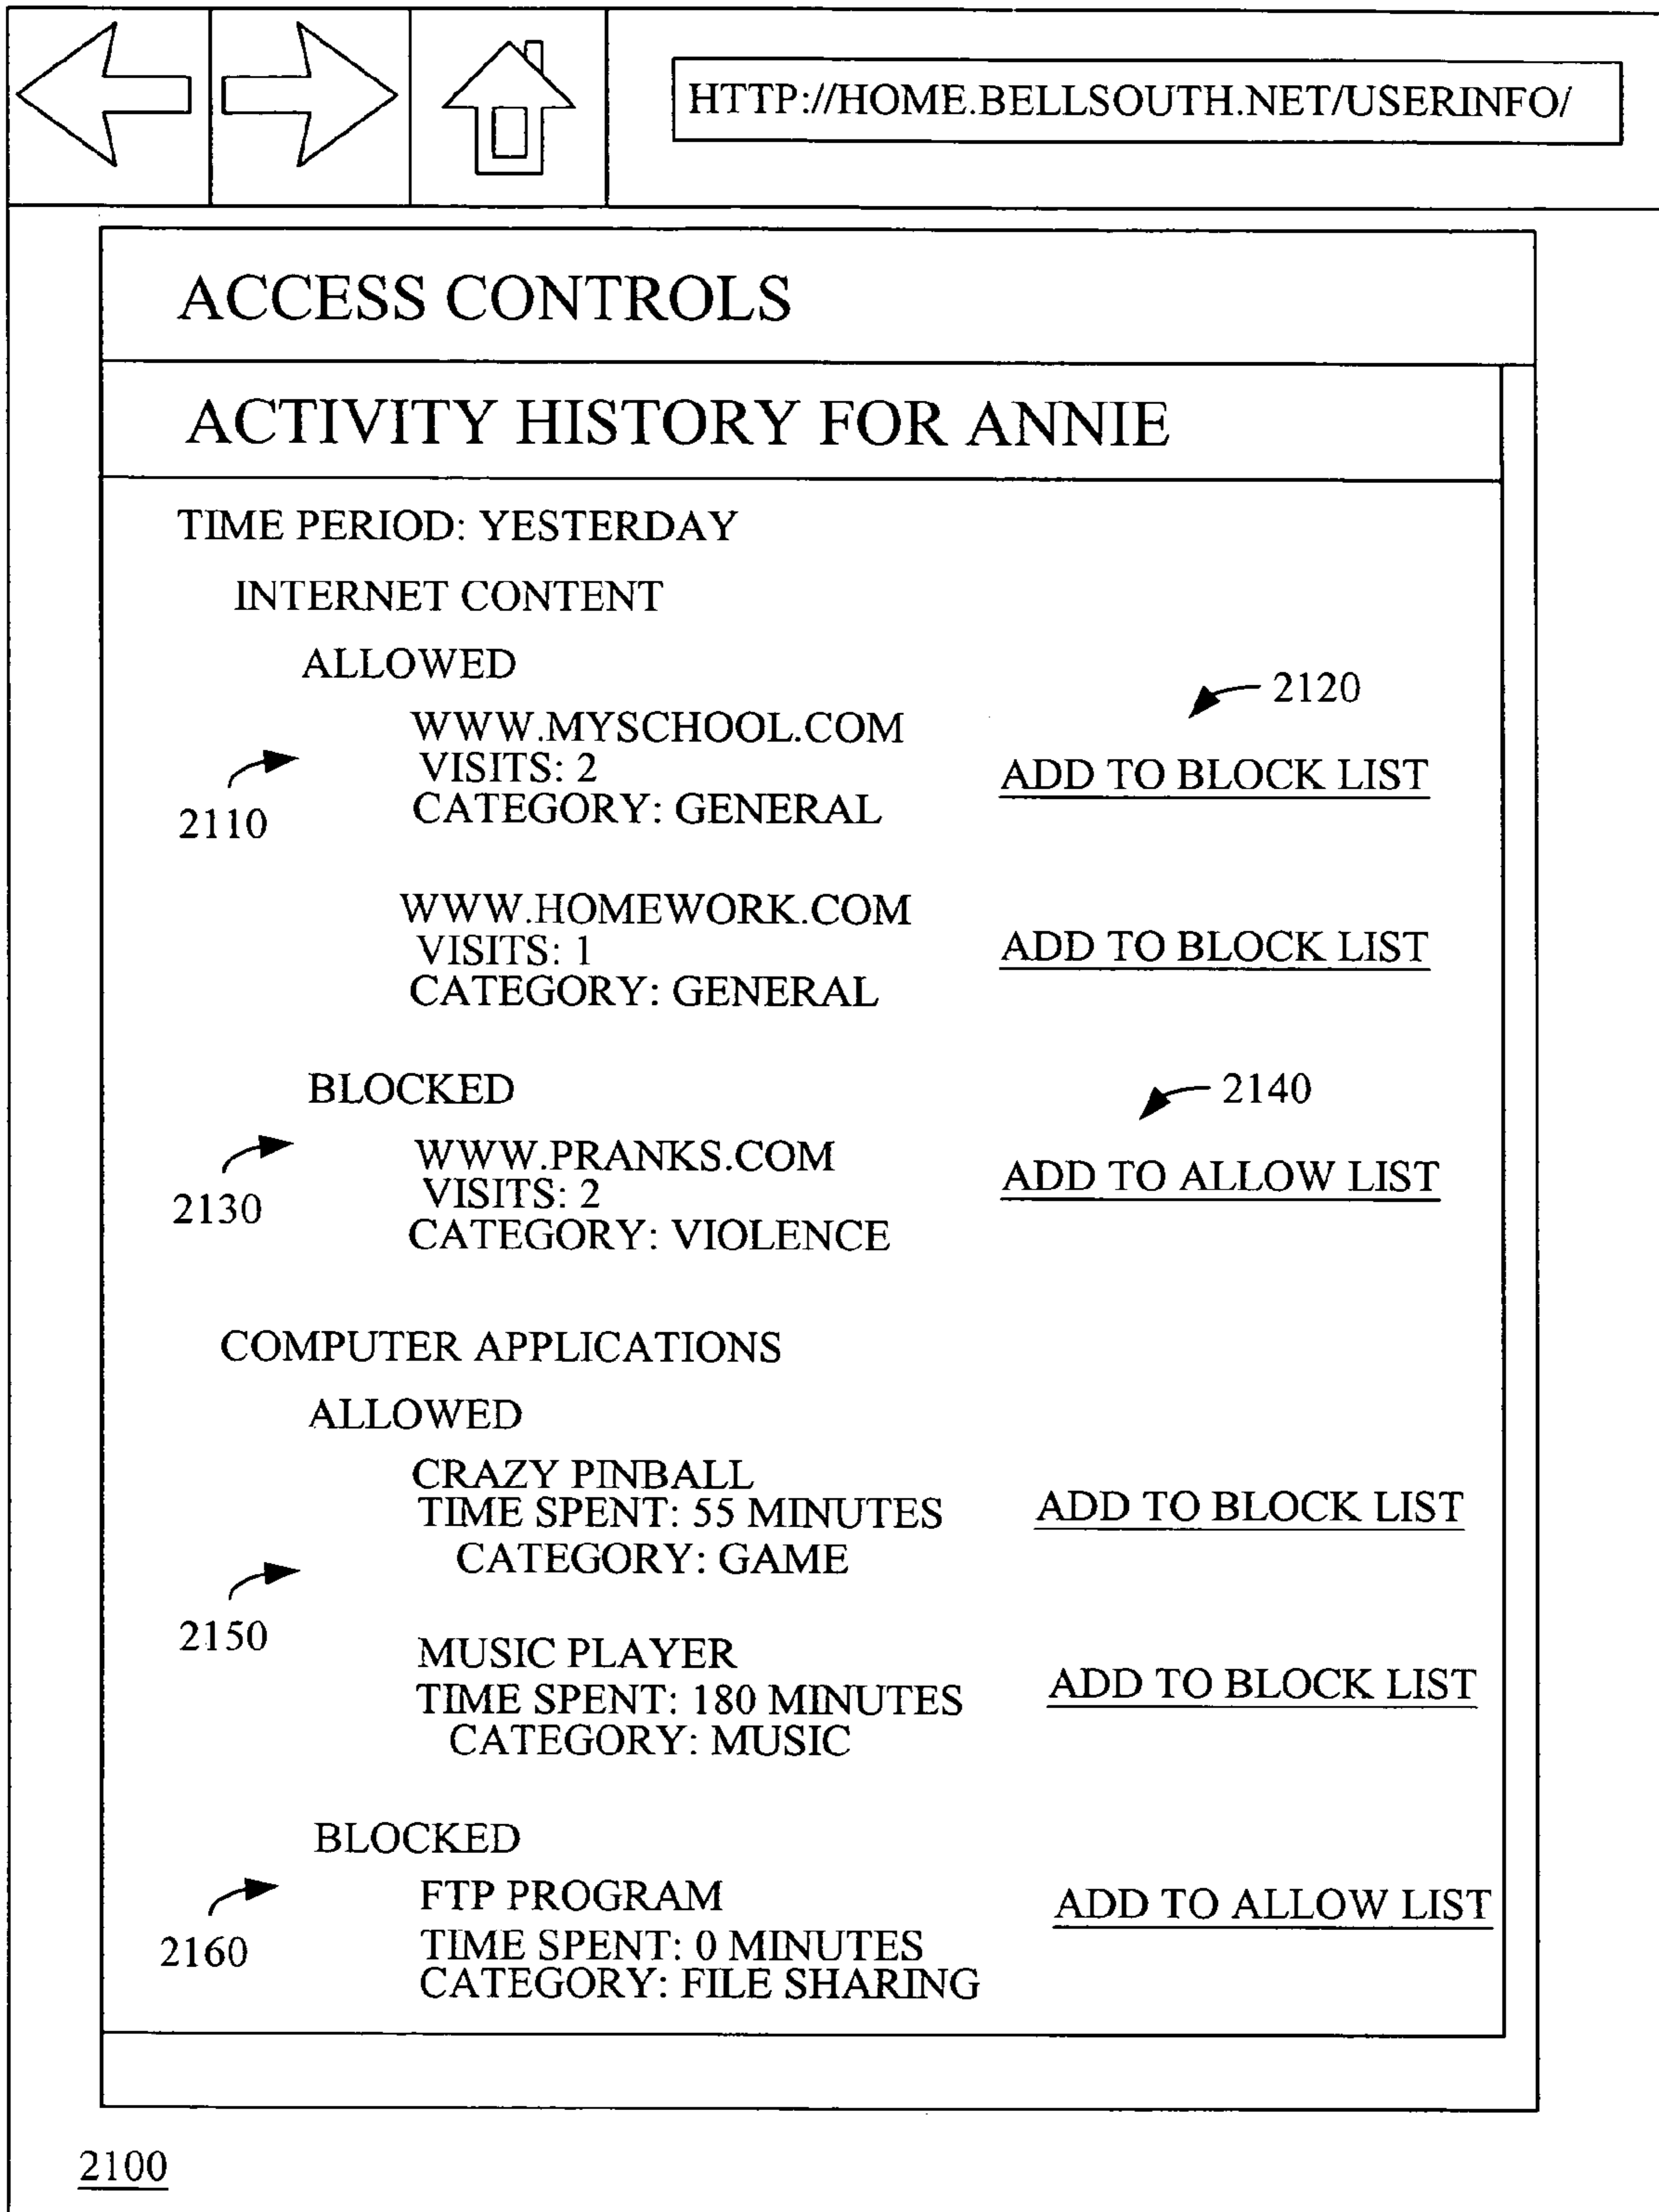 HTTP://HOME.BELLSOUTH.NET/USERINFO/
ACCESS CONTROLS
ACTIVITY HISTORY FOR ANNIE
TIME PERIOD: YESTERDAY
INTERNET CONTENT
ALLOWED
2120
WWW.MYSCHOOL.COM
VISITS: 2
ADD TO BLOCK LIST
CATEGORY: GENERAL
2110
WWW.HOMEWORK.COM
VISITS: 1
ADD TO BLOCK LIST
CATEGORY: GENERAL
BLOCKED
2140
WWW.PRANKS.COM
VISITS: 2
ADD TO ALLOW LIST
2130
CATEGORY: VIOLENCE
COMPUTER APPLICATIONS
ALLOWED
CRAZY PINBALL
TIME SPENT: 55 MINUTES
ADD TO BLOCK LIST
CATEGORY: GAME
2150
MUSIC PLAYER
TIME SPENT: 180 MINUTES
ADD TO BLOCK LIST
CATEGORY: MUSIC
BLOCKED
FTP PROGRAM
ADD TO ALLOW LIST
2160
TIME SPENT: 0 MINUTES
CATEGORY: FILE SHARING
2100